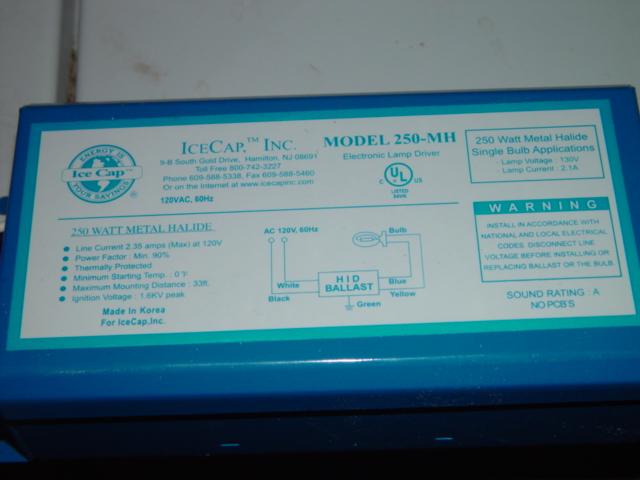 ENERGY IS
Ice Cap™
YOUR SAVINGS
ICECAP,™ INC.
9-B South Gold Drive, Hamilton, NJ 08691
Toll Free 800-742-3227
Phone 609-588-5338, Fax 609-588-5460
Or on the Internet at www.icecapinc.com
120VAC, 60Hz
MODEL 250-MH
Electronic Lamp Driver
C UL US
LISTED
250 Watt Metal Halide
Single Bulb Applications
- Lamp Voltage : 130V
- Lamp Current : 2.1A
250 WATT METAL HALIDE
● Line Current 2.35 amps (Max) at 120V
● Power Factor : Min. 90%
● Thermally Protected
● Minimum Starting Temp. : 0°F
● Maximum Mounting Distance : 33ft.
● Ignition Voltage : 1.6KV peak
Made in Korea
For IceCap,Inc.
AC 120V, 60Hz
Bulb
White
Black
HID
BALLAST
Blue
Yellow
Green
WARNING
INSTALL IN ACCORDANCE WITH
NATIONAL AND LOCAL ELECTRICAL
CODES. DISCONNECT LINE
VOLTAGE BEFORE INSTALLING OR
REPLACING BALLAST OR THE BULB.
SOUND RATING : A
NO PCB'S